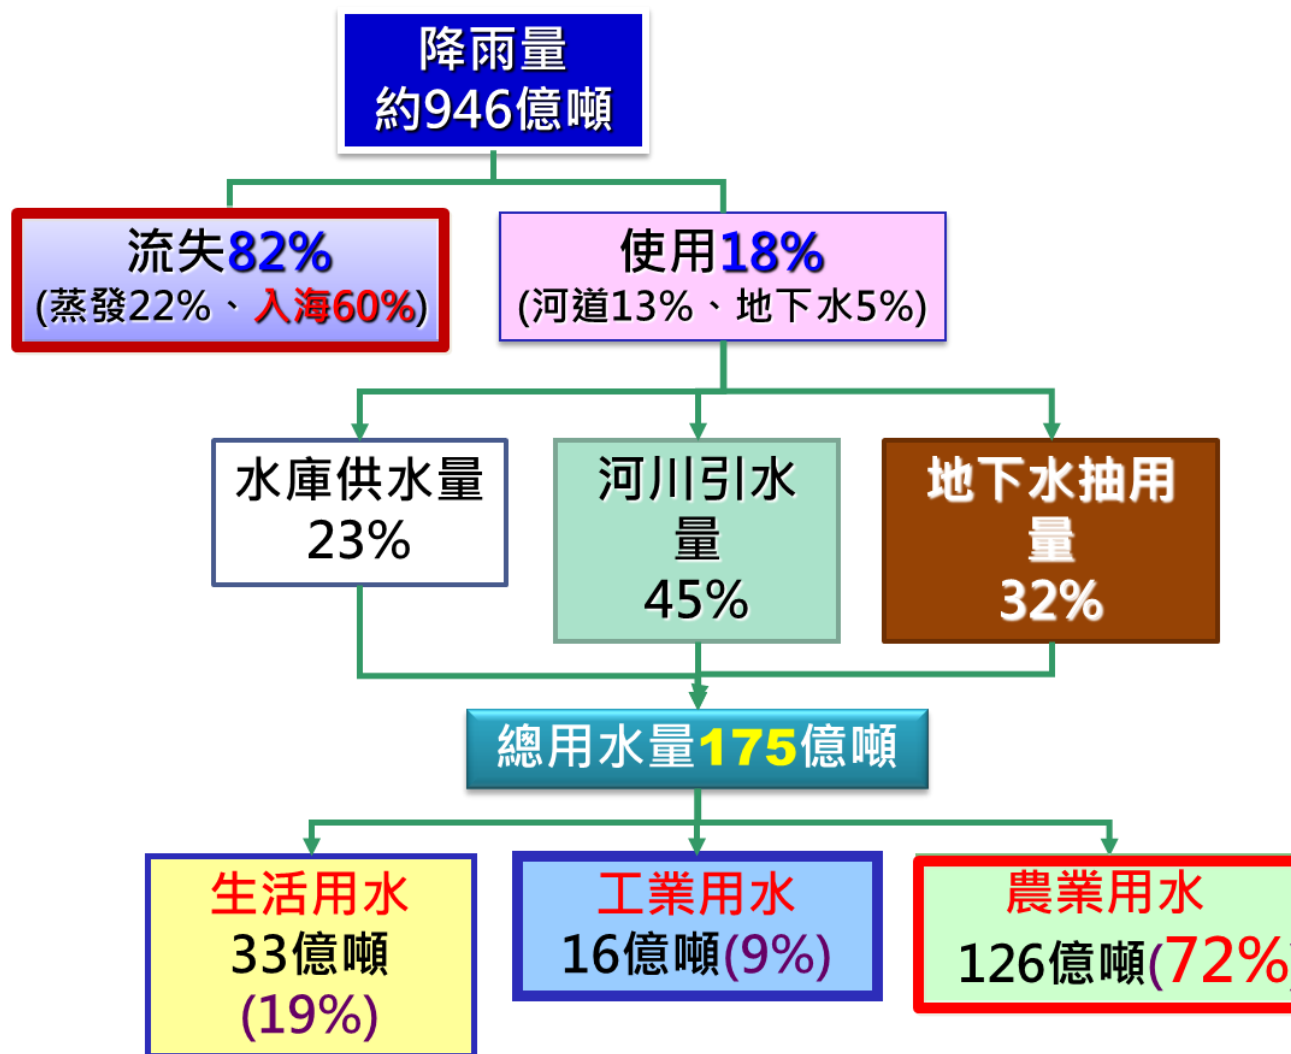 降雨量
約946億噸
流失82%
(蒸發22%、入海60%)
使用18%
(河道13%、地下水5%)
水庫供水量
23%
河川引水
量
45%
地下水抽用
量
32%
總用水量175億噸
生活用水
33億噸
(19%)
工業用水
16億噸(9%)
農業用水
126億噸(72%)